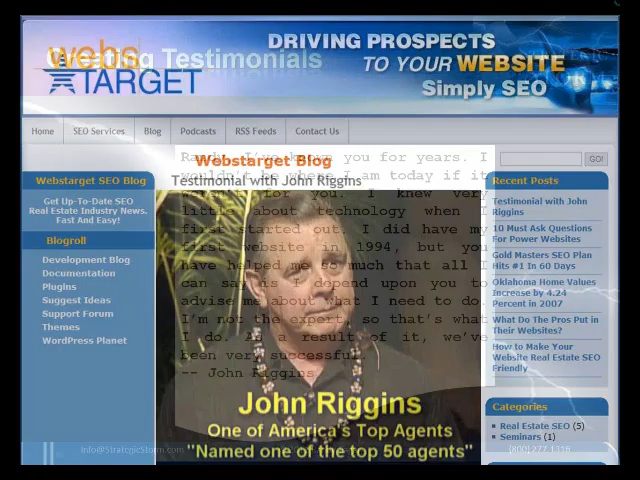 Creating Testimonials
webs TARGET
DRIVING PROSPECTS
TO YOUR WEBSITE
Simply SEO
Home
SEO Services
Blog
Podcasts
RSS Feeds
Contact Us
GO!
Webstarget SEO Blog
Get Up-To-Date SEO
Real Estate Industry News.
Fast And Easy!
Blogroll
Development Blog
Documentation
Plugins
Suggest Ideas
Support Forum
Themes
WordPress Planet
Webstarget Blog
Testimonial with John Riggins
I've known you for years. I
wouldn't be where I am today if it
for you. I knew very
little about technology when I
first started out. I did have my
first website in 1994, but you
have helped me so much that all I
can say is I depend upon you to
advise me about what I need to do.
I'm not the expert, so that's what
I do. As a result of it, we've
been very successful.
-- John Riggins
John Riggins
One of America's Top Agents
"Named one of the top 50 agents"
Recent Posts
Testimonial with John
Riggins
10 Must Ask Questions
For Power Websites
Gold Masters SEO Plan
Hits #1 In 60 Days
Oklahoma Home Values
Increase by 4.24
Percent in 2007
What Do The Pros Put in
Their Websites?
How to Make Your
Website Real Estate SEO
Friendly
Categories
Real Estate SEO (5)
Seminars (1)
Info@StrategicStorm.com